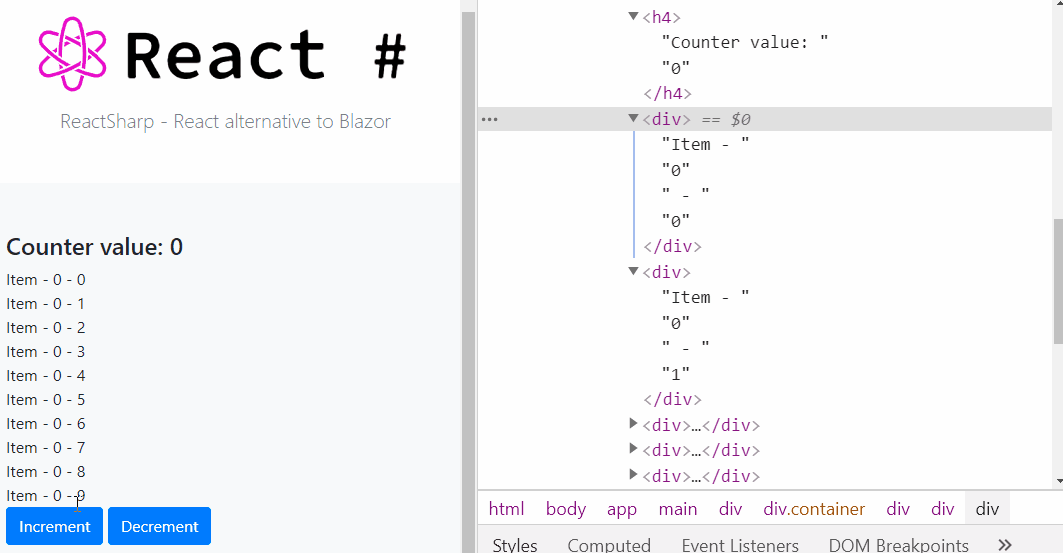 React #
ReactSharp - React alternative to Blazor
Counter value: 0
Item - 0 - 0
Item - 0 - 1
Item - 0 - 2
Item - 0 - 3
Item - 0 - 4
Item - 0 - 5
Item - 0 - 6
Item - 0 - 7
Item - 0 - 8
Item - 0 - 9
Increment Decrement
▼<h4>
"Counter value: "
"0"
</h4>
… ▼<div> == $0
"Item - "
"0"
" - "
"0"
</div>
▼<div>
"Item - "
"0"
" - "
"1"
</div>
▶<div>…</div>
▶<div>…</div>
▶<div>…</div>
html body app main div div.container div div div
Styles Computed Event Listeners DOM Breakpoints »